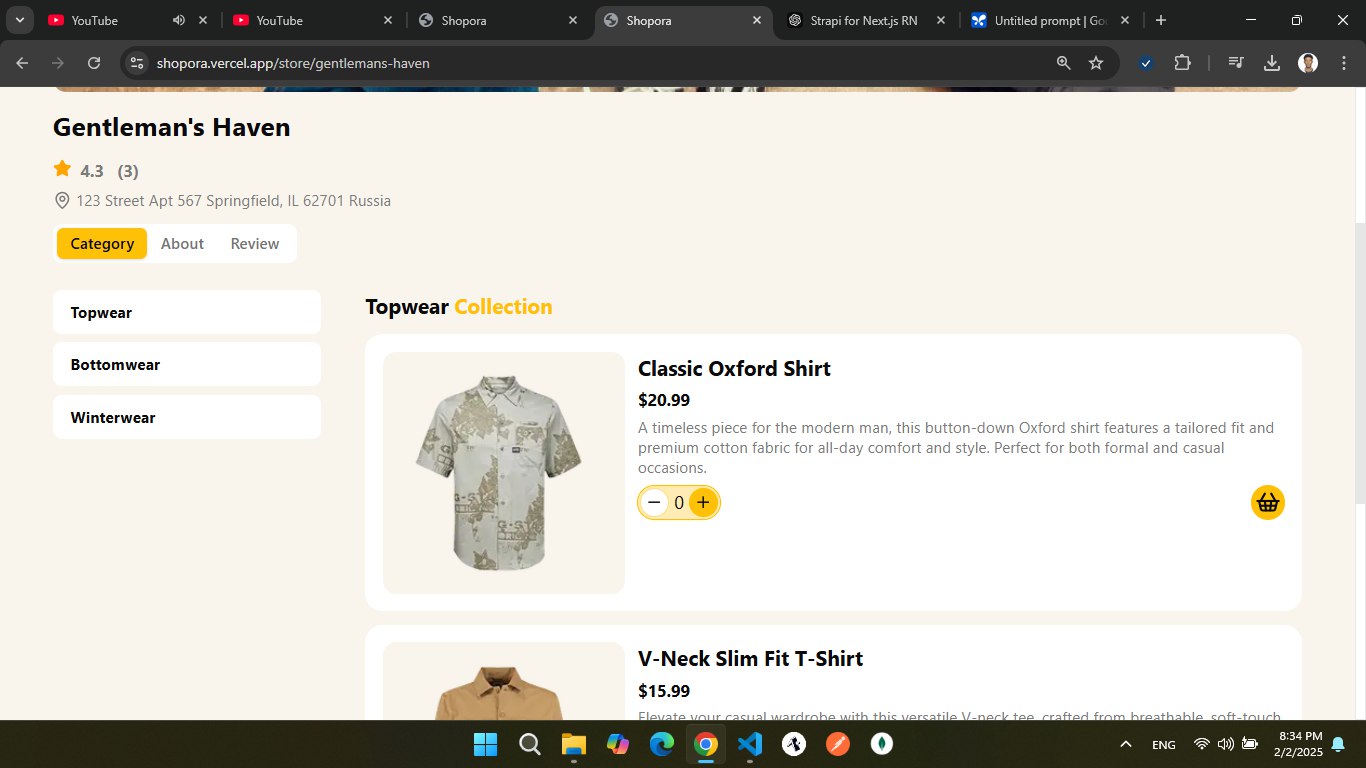 YouTube
YouTube
Shopora
Shopora
Strapi for Next.js RN
Untitled prompt | Goo
shopora.vercel.app/store/gentlemans-haven
Gentleman's Haven
4.3 (3)
123 Street Apt 567 Springfield, IL 62701 Russia
Category About Review
Topwear
Bottomwear
Winterwear
Topwear Collection
Classic Oxford Shirt
$20.99
A timeless piece for the modern man, this button-down Oxford shirt features a tailored fit and
premium cotton fabric for all-day comfort and style. Perfect for both formal and casual
occasions.
− 0 +
V-Neck Slim Fit T-Shirt
$15.99
Elevate your casual wardrobe with this versatile V-neck tee, crafted from breathable, soft-touch
ENG
8:34 PM
2/2/2025